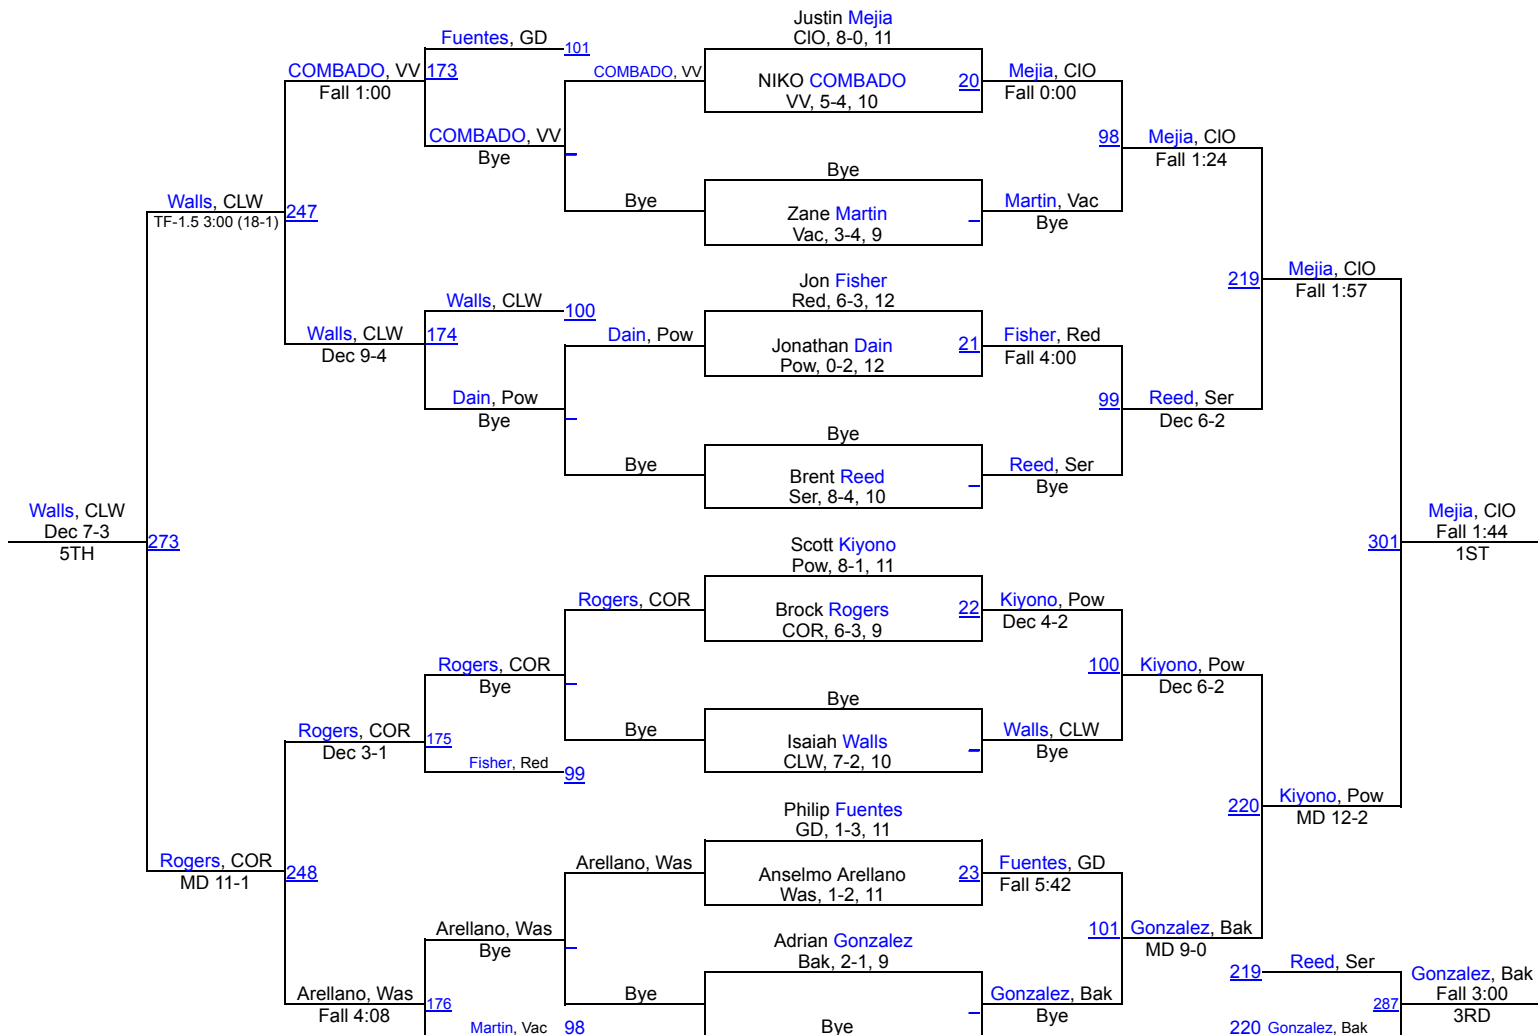 Justin Mejia
CIO, 8-0, 11
Fuentes, GD
101
COMBADO, VV
173
Fall 1:00
COMBADO, VV
NIKO COMBADO
20
VV, 5-4, 10
Mejia, CIO
Fall 0:00
COMBADO, VV
Bye
98
Mejia, CIO
Fall 1:24
Bye
Walls, CLW
247
TF-1.5 3:00 (18-1)
Bye
Zane Martin
Vac, 3-4, 9
Martin, Vac
Bye
Jon Fisher
Red, 6-3, 12
219
Mejia, CIO
Fall 1:57
Walls, CLW
100
Walls, CLW
174
Dec 9-4
Dain, Pow
Jonathan Dain
21
Pow, 0-2, 12
Fisher, Red
Fall 4:00
Dain, Pow
Bye
99
Reed, Ser
Dec 6-2
Bye
Bye
Brent Reed
Ser, 8-4, 10
Reed, Ser
Bye
Walls, CLW
Dec 7-3
5TH
273
301
Mejia, CIO
Fall 1:44
1ST
Scott Kiyono
Pow, 8-1, 11
Rogers, COR
Brock Rogers
22
COR, 6-3, 9
Kiyono, Pow
Dec 4-2
Rogers, COR
Bye
100
Kiyono, Pow
Dec 6-2
Bye
Rogers, COR
175
Dec 3-1
Bye
Isaiah Walls
CLW, 7-2, 10
Walls, CLW
Bye
Fisher, Red
99
Philip Fuentes
GD, 1-3, 11
220
Kiyono, Pow
MD 12-2
Rogers, COR
248
MD 11-1
Arellano, Was
Anselmo Arellano
23
Was, 1-2, 11
Fuentes, GD
Fall 5:42
Arellano, Was
Bye
101
Gonzalez, Bak
MD 9-0
Adrian Gonzalez
Bak, 2-1, 9
219
Reed, Ser
Arellano, Was
176
Fall 4:08
Bye
Gonzalez, Bak
Bye
287
Gonzalez, Bak
Fall 3:00
3RD
Martin, Vac
98
Bye
220 Gonzalez, Bak